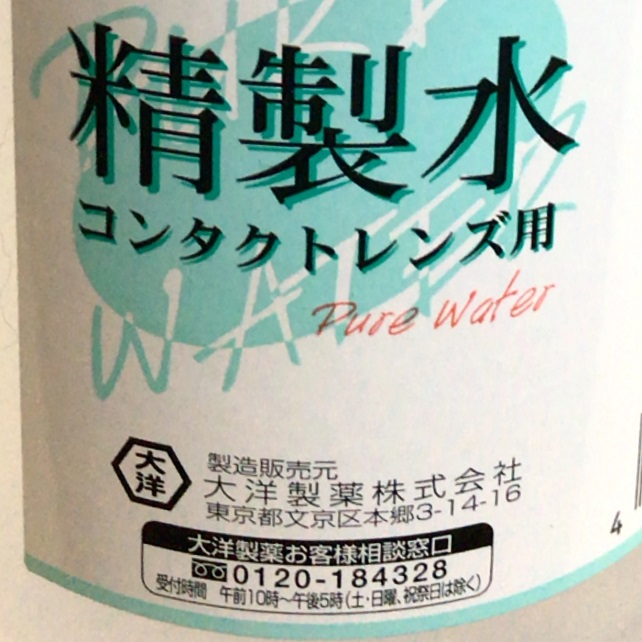 PURE
精製水
コンタクトレンズ用
WATER
Pure Water
大洋
製造販売元
大洋製薬株式会社
東京都文京区本郷3-14-16
大洋製薬お客様相談窓口
0120-184328
受付時間 午前10時~午後5時(土・日曜、祝祭日は除く)
4